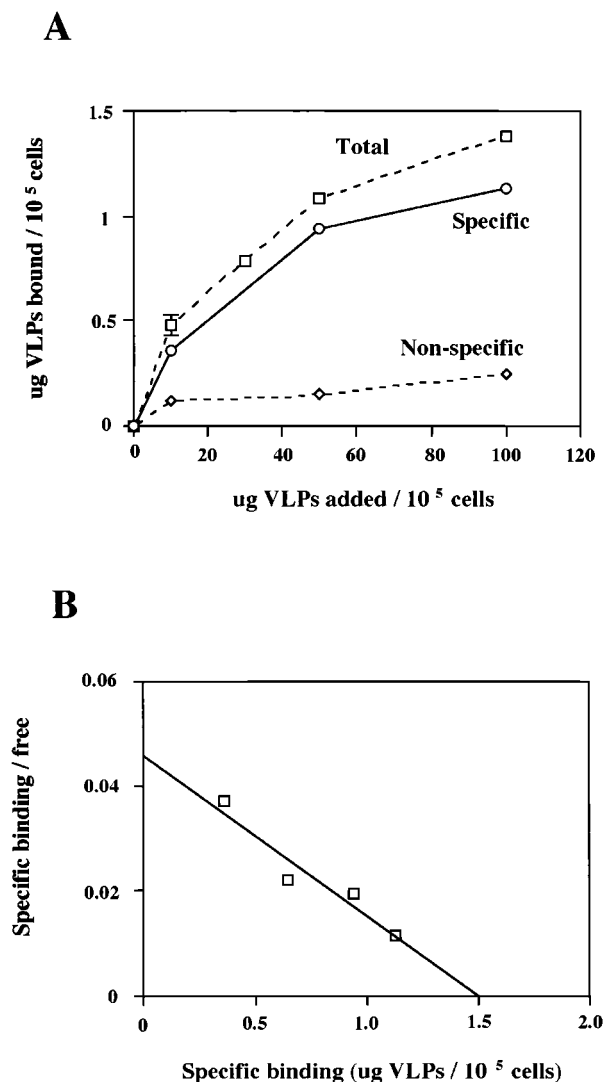 A
ug VLPs bound / 10 5 cells
1.5
1
0.5
0
Total
Specific
Non-specific
0 20 40 60 80 100 120
ug VLPs added / 10 5 cells
B
Specific binding / free
0.06
0.04
0.02
0
0 0.5 1.0 1.5 2.0
Specific binding (ug VLPs / 10 5 cells)